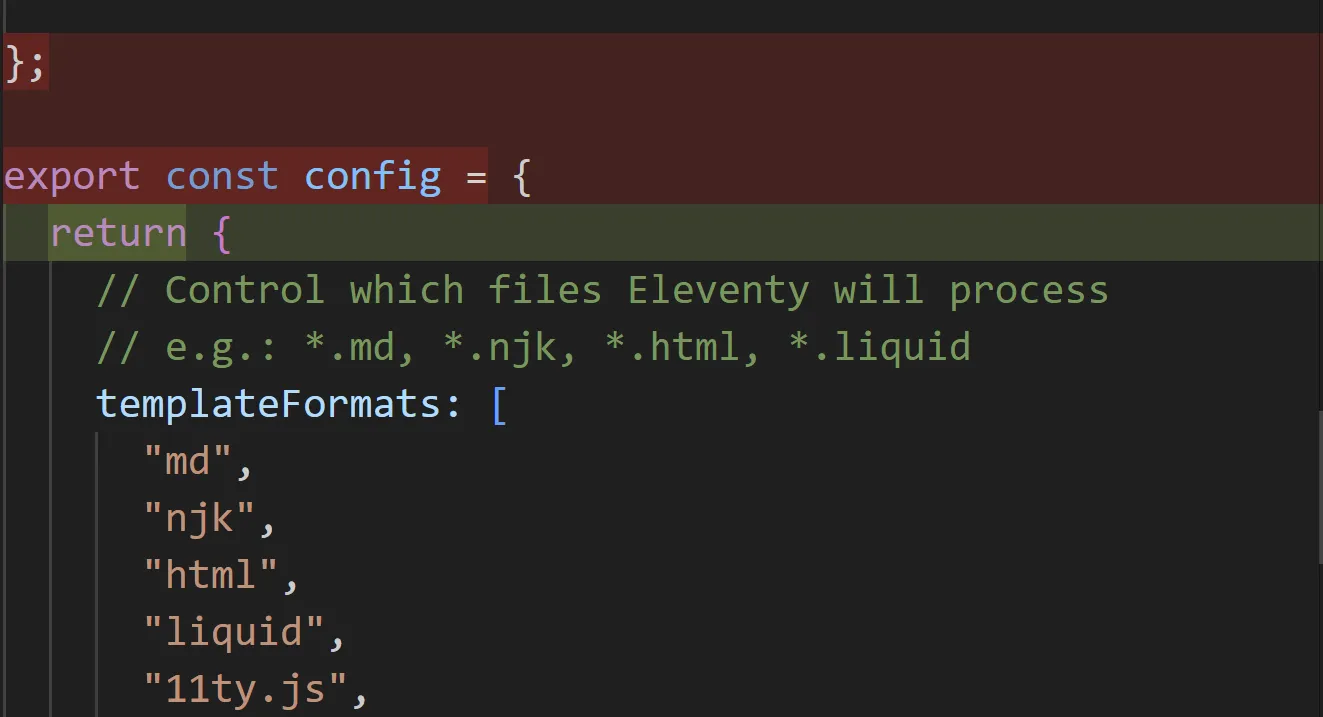 };
export const config = {
return {
// Control which files Eleventy will process
// e.g.: *.md, *.njk, *.html, *.liquid
templateFormats: [
"md",
"njk",
"html",
"liquid",
"11ty.js",